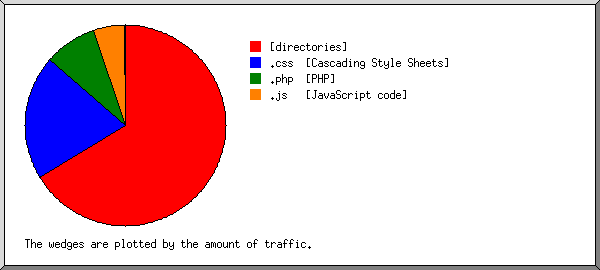 [directories]
.css [Cascading Style Sheets]
.php [PHP]
.js [JavaScript code]
The wedges are plotted by the amount of traffic.